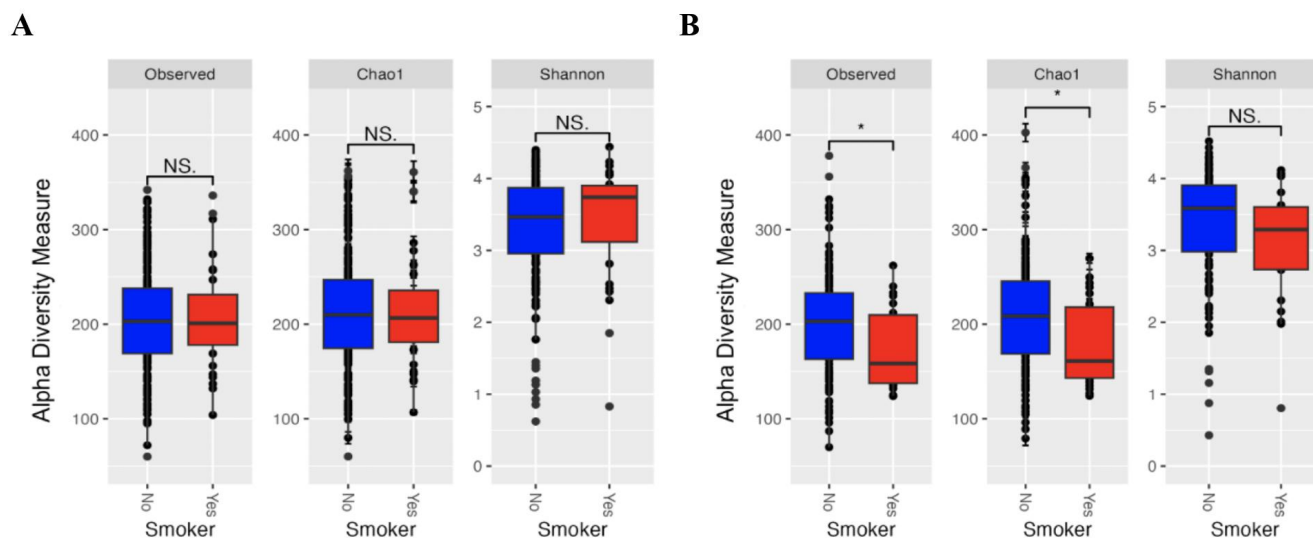 A
B
Observed
Chao1
Shannon
Observed
Chao1
Shannon
Alpha Diversity Measure
400
300
200
100
NS.
No
Yes
Smoker
400
300
200
100
NS.
No
Yes
Smoker
5
4
3
2
1
0
NS.
No
Yes
Smoker
Alpha Diversity Measure
400
300
200
100
*
No
Yes
Smoker
400
300
200
100
*
No
Yes
Smoker
5
4
3
2
1
0
NS.
No
Yes
Smoker